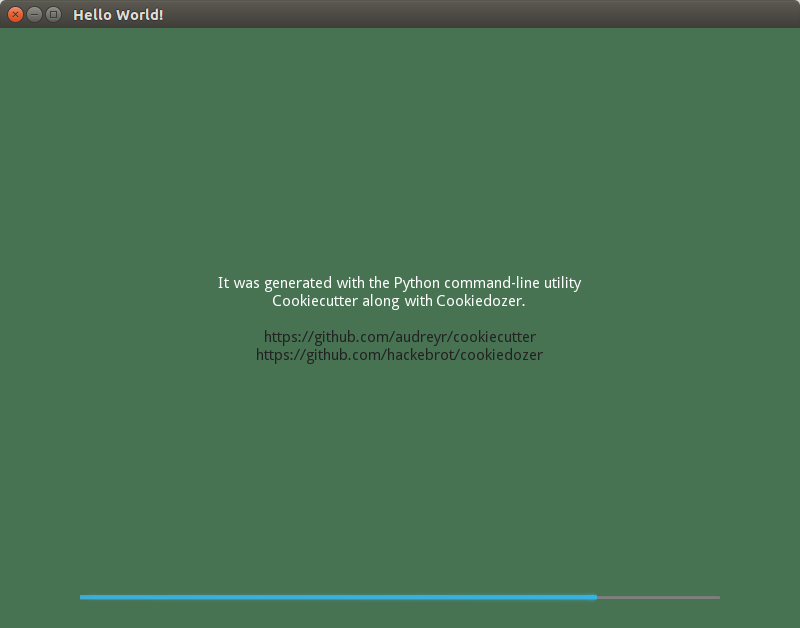 Hello World!
It was generated with the Python command-line utility
Cookiecutter along with Cookiedozer.
https://github.com/audreyr/cookiecutter
https://github.com/hackebrot/cookiedozer